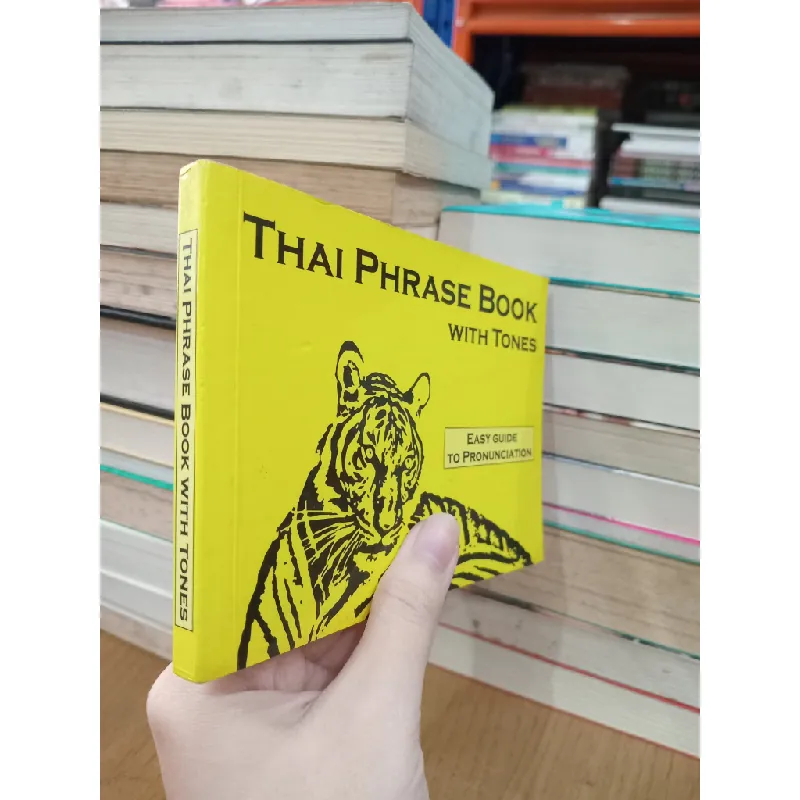 THAI PHRASE BOOK WITH TONES
THAI PHRASE BOOK
WITH TONES
EASY GUIDE
TO PRONUNCIATION